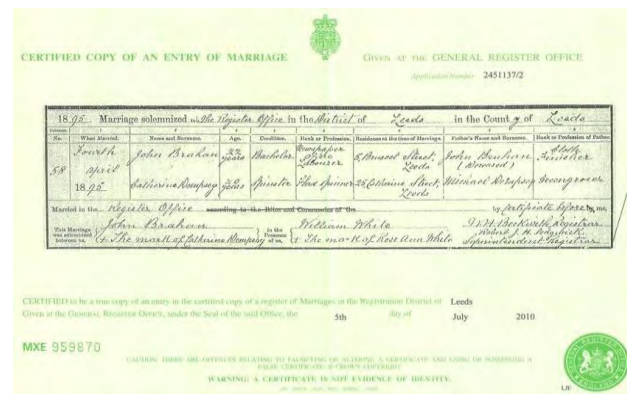 CERTIFIED COPY OF AN ENTRY OF MARRIAGE
GIVEN AT THE GENERAL REGISTER OFFICE
Application Number 2451137/2
1895 Marriage solemnized at The Register Office in the District of Leeds in the County of Leeds
No. When Married. Name and Surname. Age. Condition. Rank or Profession. Residence at the time of Marriage. Father's Name and Surname. Rank or Profession of Father.
58 Fourth April 1895
John Brahan 22 years Bachelor Newspaper Labourer Street, Leeds John (Deceased) Cloth Finisher
Catherine Dempsey years Spinster Flax Spinner 25 Catherine Street, Leeds Michael Dempsey Greengrocer
Married in the Register Office according to the Rites and Ceremonies of the by Certificate before me,
This Marriage was solemnized between us, John Brahan
X The mark of Catherine Dempsey
in the Presence of us, William White
X The mark of Rose Ann White
Beckwith Registrar
Robert J. H. Superintendent Registrar
CERTIFIED to be a true copy of an entry in the certified copy of a register of Marriages in the Registration District of Leeds
Given at the GENERAL REGISTER OFFICE, under the Seal of the said Office, the 5th day of July 2010
MXE 959870
CAUTION: THERE ARE OFFENCES RELATING TO FALSIFYING OR ALTERING A CERTIFICATE AND USING OR POSSESSING A
FALSE CERTIFICATE © CROWN COPYRIGHT
WARNING: A CERTIFICATE IS NOT EVIDENCE OF IDENTITY.